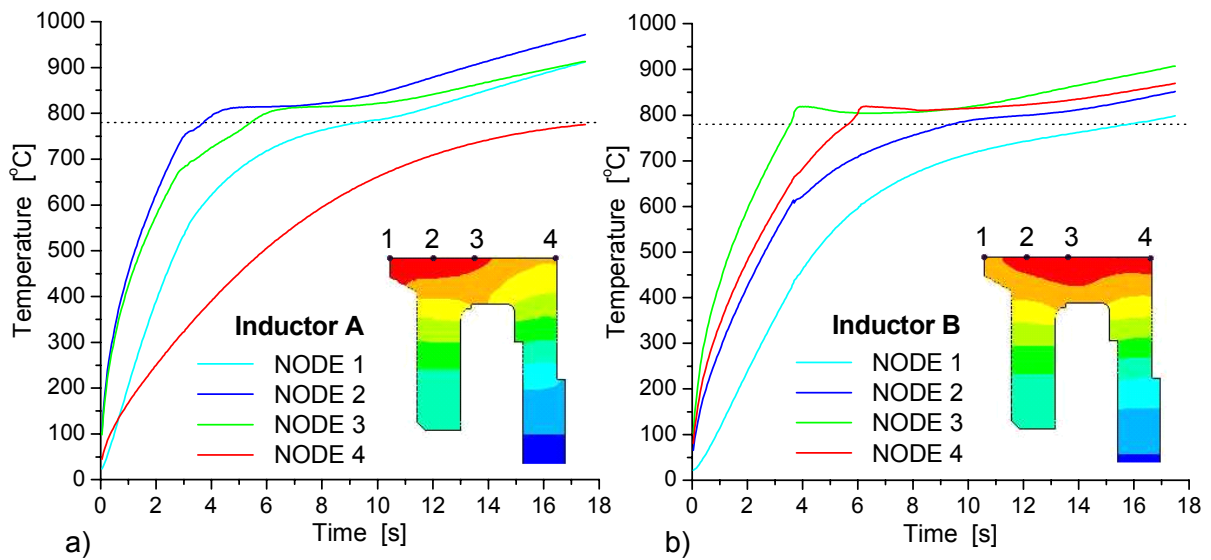 1000
900
800
700
600
500
400
300
200
100
0
Temperature [°C]
0 2 4 6 8 10 12 14 16 18
Time [s]
1 2 3 4
Inductor A
NODE 1
NODE 2
NODE 3
NODE 4
a)
1000
900
800
700
600
500
400
300
200
100
0
Temperature [°C]
0 2 4 6 8 10 12 14 16 18
Time [s]
1 2 3 4
Inductor B
NODE 1
NODE 2
NODE 3
NODE 4
b)